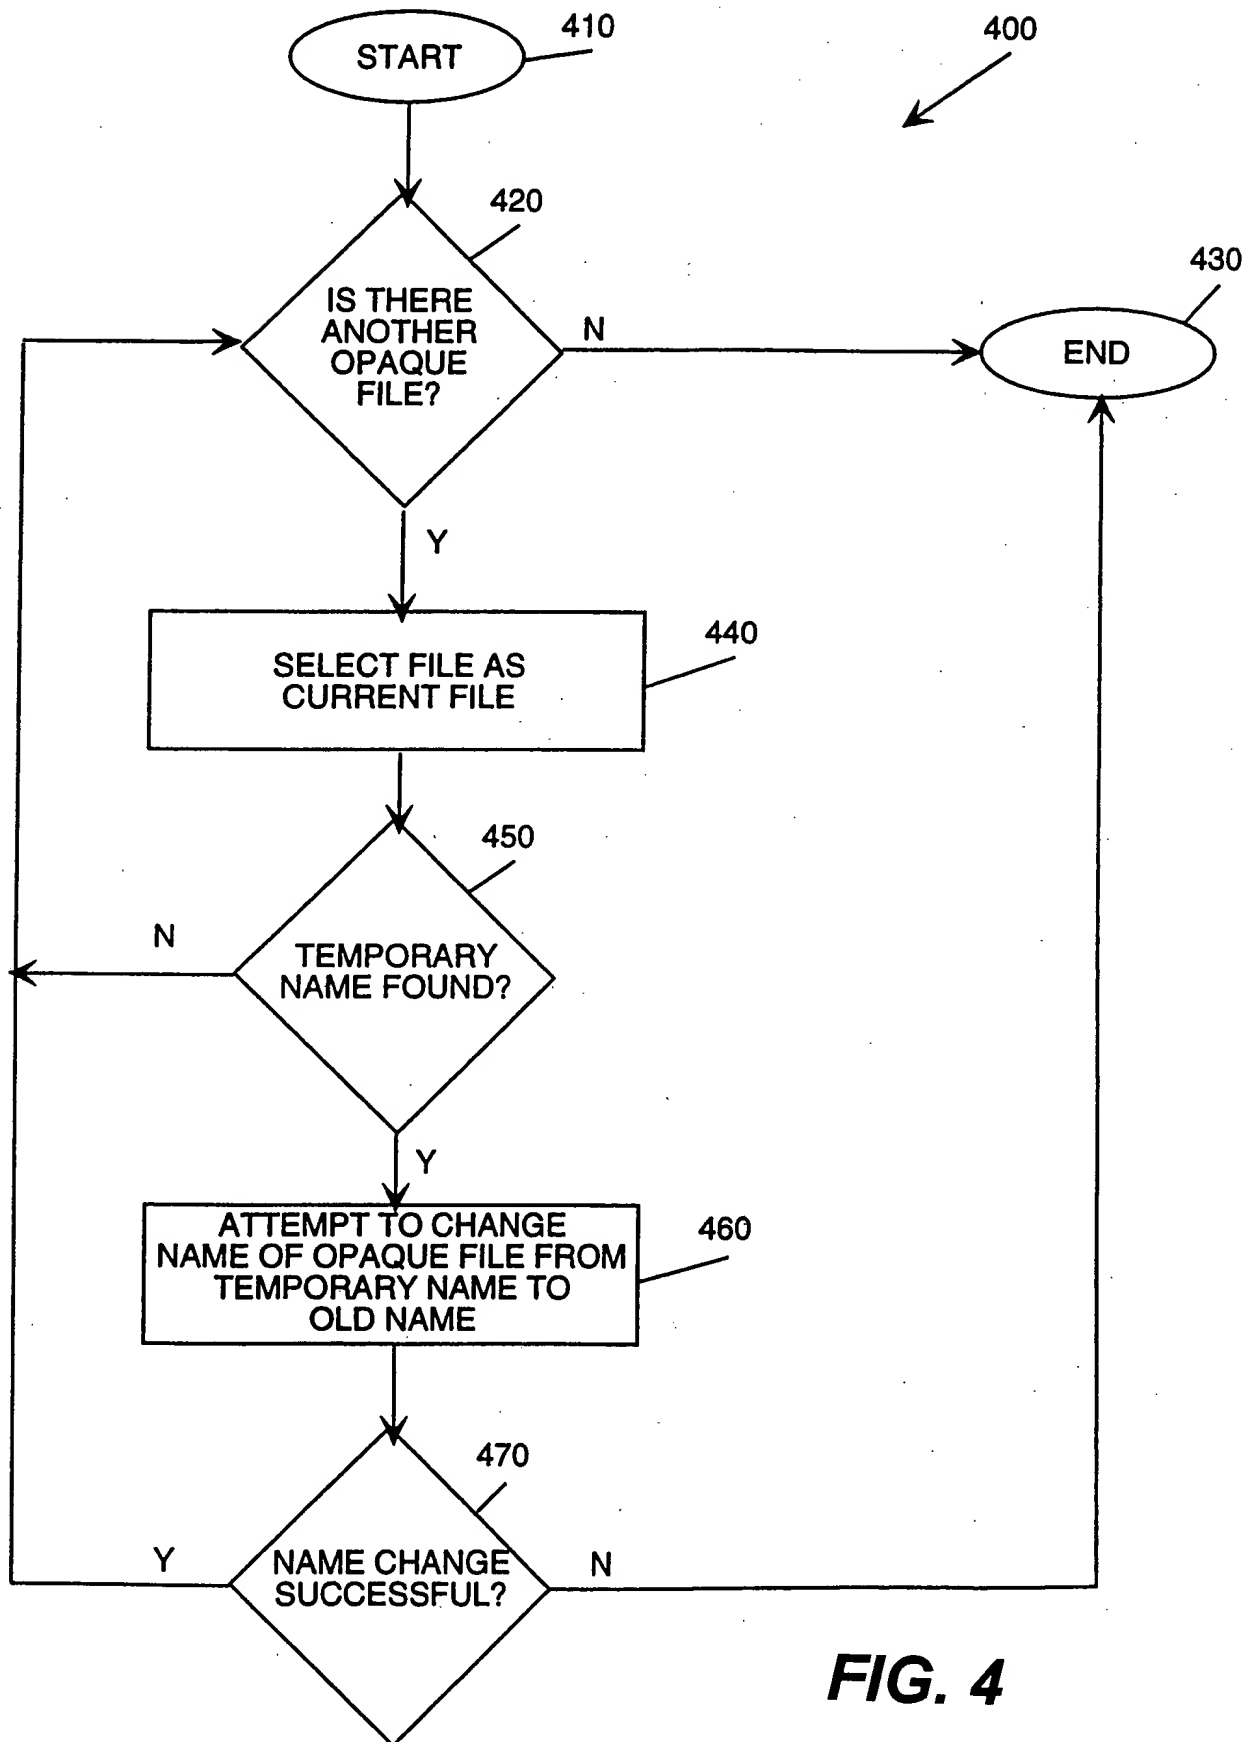 410
START
400
420
430
IS THERE
ANOTHER
OPAQUE
FILE?
N
END
Y
440
SELECT FILE AS
CURRENT FILE
450
N
TEMPORARY
NAME FOUND?
Y
ATTEMPT TO CHANGE
NAME OF OPAQUE FILE FROM
TEMPORARY NAME TO
OLD NAME
460
470
Y
NAME CHANGE
SUCCESSFUL?
N
FIG. 4